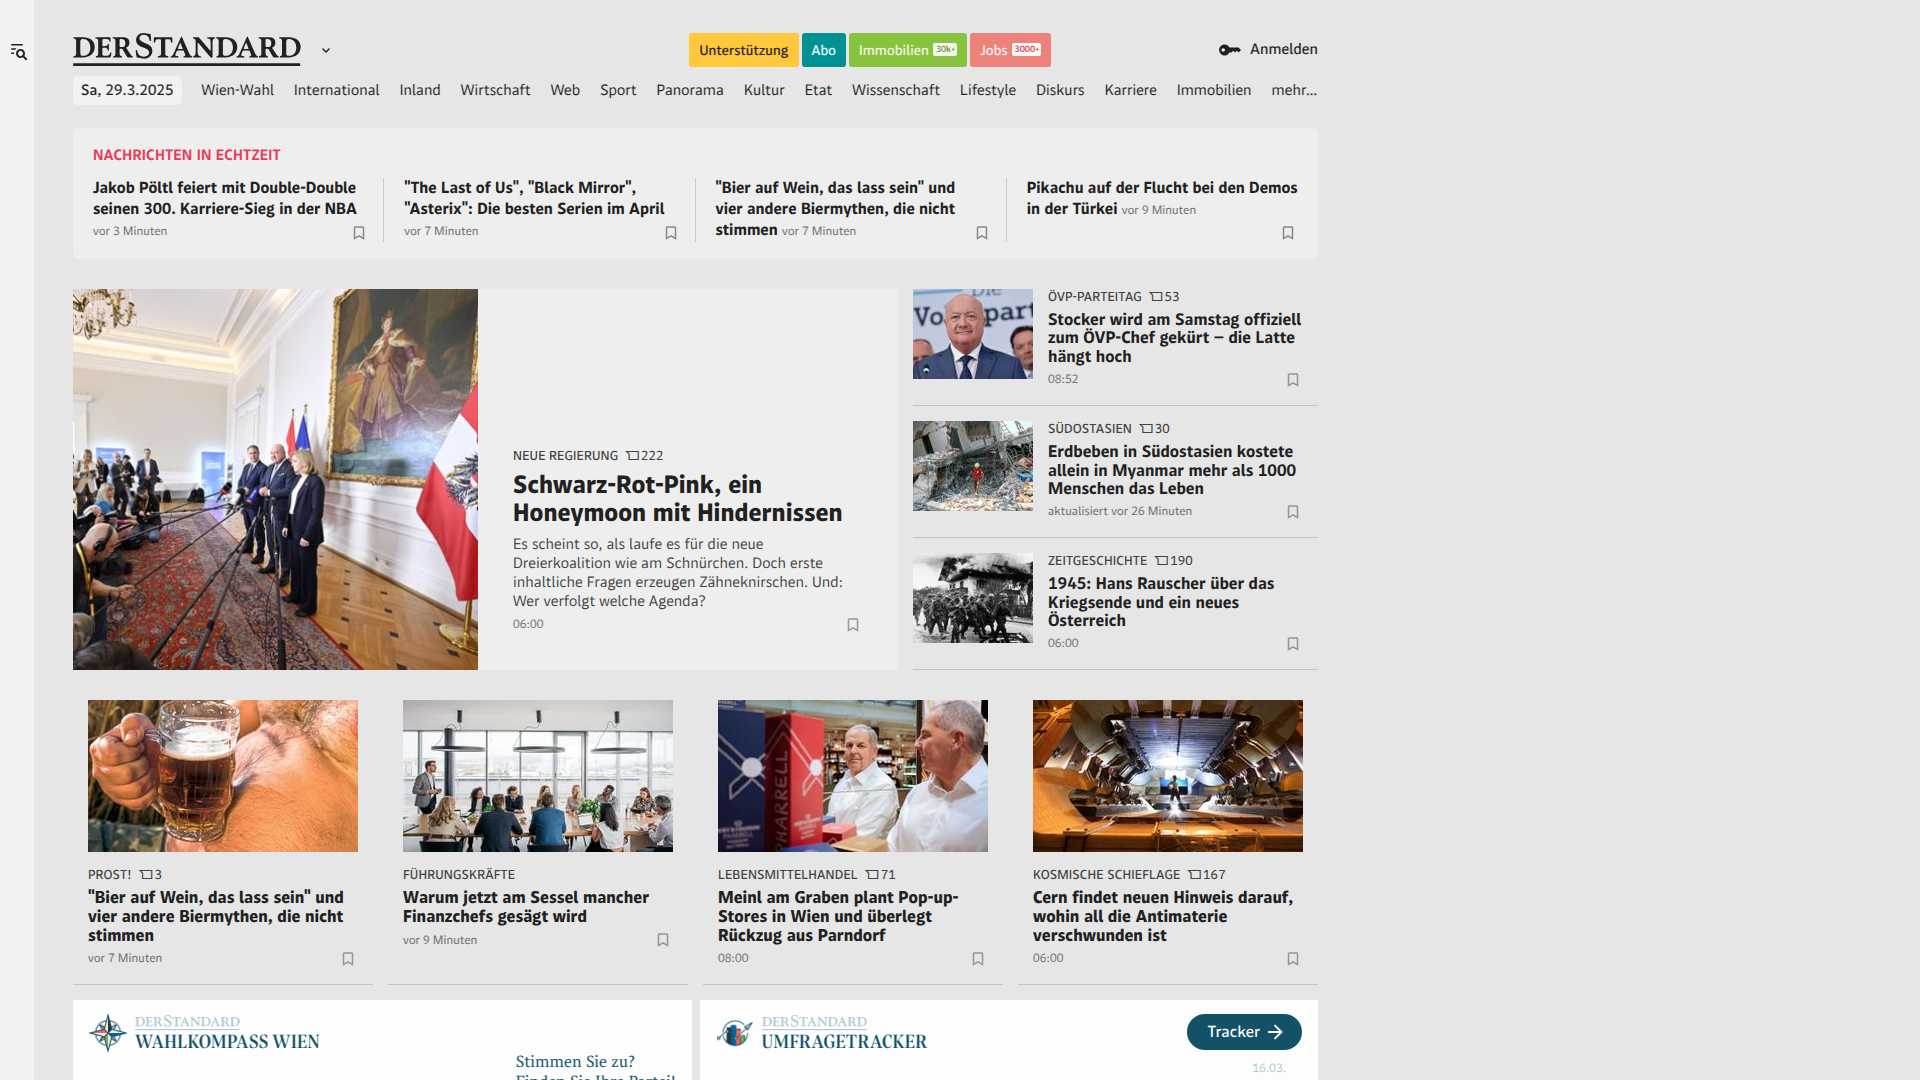 DERSTANDARD
Unterstützung
Abo
Immobilien 30k+
Jobs 3000+
Anmelden
Sa, 29.3.2025
Wien-Wahl
International
Inland
Wirtschaft
Web
Sport
Panorama
Kultur
Etat
Wissenschaft
Lifestyle
Diskurs
Karriere
Immobilien
mehr...
NACHRICHTEN IN ECHTZEIT
Jakob Pöltl feiert mit Double-Double
seinen 300. Karriere-Sieg in der NBA
vor 3 Minuten
"The Last of Us", "Black Mirror",
"Asterix": Die besten Serien im April
vor 7 Minuten
"Bier auf Wein, das lass sein" und
vier andere Biermythen, die nicht
stimmen vor 7 Minuten
Pikachu auf der Flucht bei den Demos
in der Türkei vor 9 Minuten
NEUE REGIERUNG 222
Schwarz-Rot-Pink, ein
Honeymoon mit Hindernissen
Es scheint so, als laufe es für die neue
Dreierkoalition wie am Schnürchen. Doch erste
inhaltliche Fragen erzeugen Zähneknirschen. Und:
Wer verfolgt welche Agenda?
06:00
ÖVP-PARTEITAG 53
Stocker wird am Samstag offiziell
zum ÖVP-Chef gekürt – die Latte
hängt hoch
08:52
SÜDOSTASIEN 30
Erdbeben in Südostasien kostete
allein in Myanmar mehr als 1000
Menschen das Leben
aktualisiert vor 26 Minuten
ZEITGESCHICHTE 190
1945: Hans Rauscher über das
Kriegsende und ein neues
Österreich
06:00
PROST! 3
"Bier auf Wein, das lass sein" und
vier andere Biermythen, die nicht
stimmen
vor 7 Minuten
FÜHRUNGSKRÄFTE
Warum jetzt am Sessel mancher
Finanzchefs gesägt wird
vor 9 Minuten
PHARRELL
LEBENSMITTELHANDEL 71
Meinl am Graben plant Pop-up-
Stores in Wien und überlegt
Rückzug aus Parndorf
08:00
KOSMISCHE SCHIEFLAGE 167
Cern findet neuen Hinweis darauf,
wohin all die Antimaterie
verschwunden ist
06:00
DERSTANDARD
WAHLKOMPASS WIEN
Stimmen Sie zu?
Finden Sie Ihre Partei!
DERSTANDARD
UMFRAGETRACKER
Tracker
16.03.